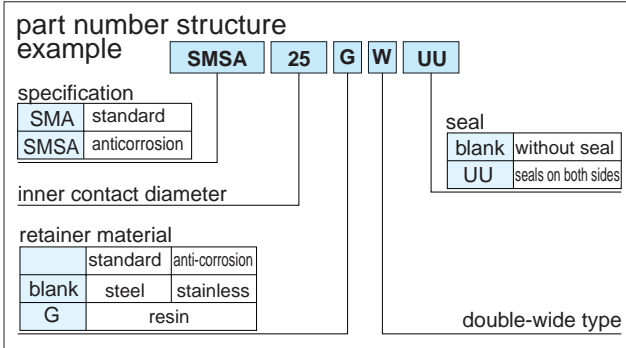 part number structure
example SMSA 25 G W UU
specification
SMA standard
SMSA anticorrosion
seal
blank without seal
UU seals on both sides
inner contact diameter
retainer material
standard anti-corrosion
blank steel stainless
G resin
double-wide type